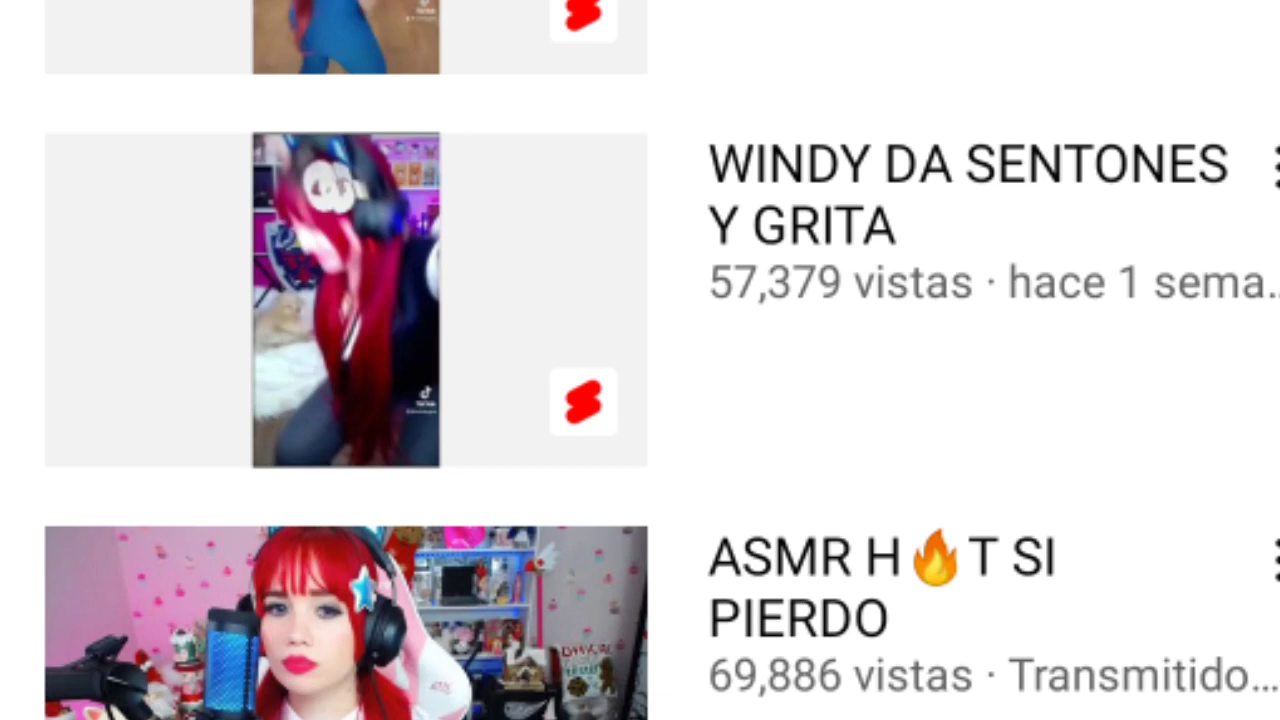 WINDY DA SENTONES
Y GRITA
57,379 vistas · hace 1 sema...
ASMR H🔥T SI
PIERDO
69,886 vistas · Transmitido...